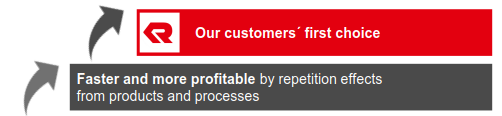 Our customers´ first choice
Faster and more profitable by repetition effects
from products and processes